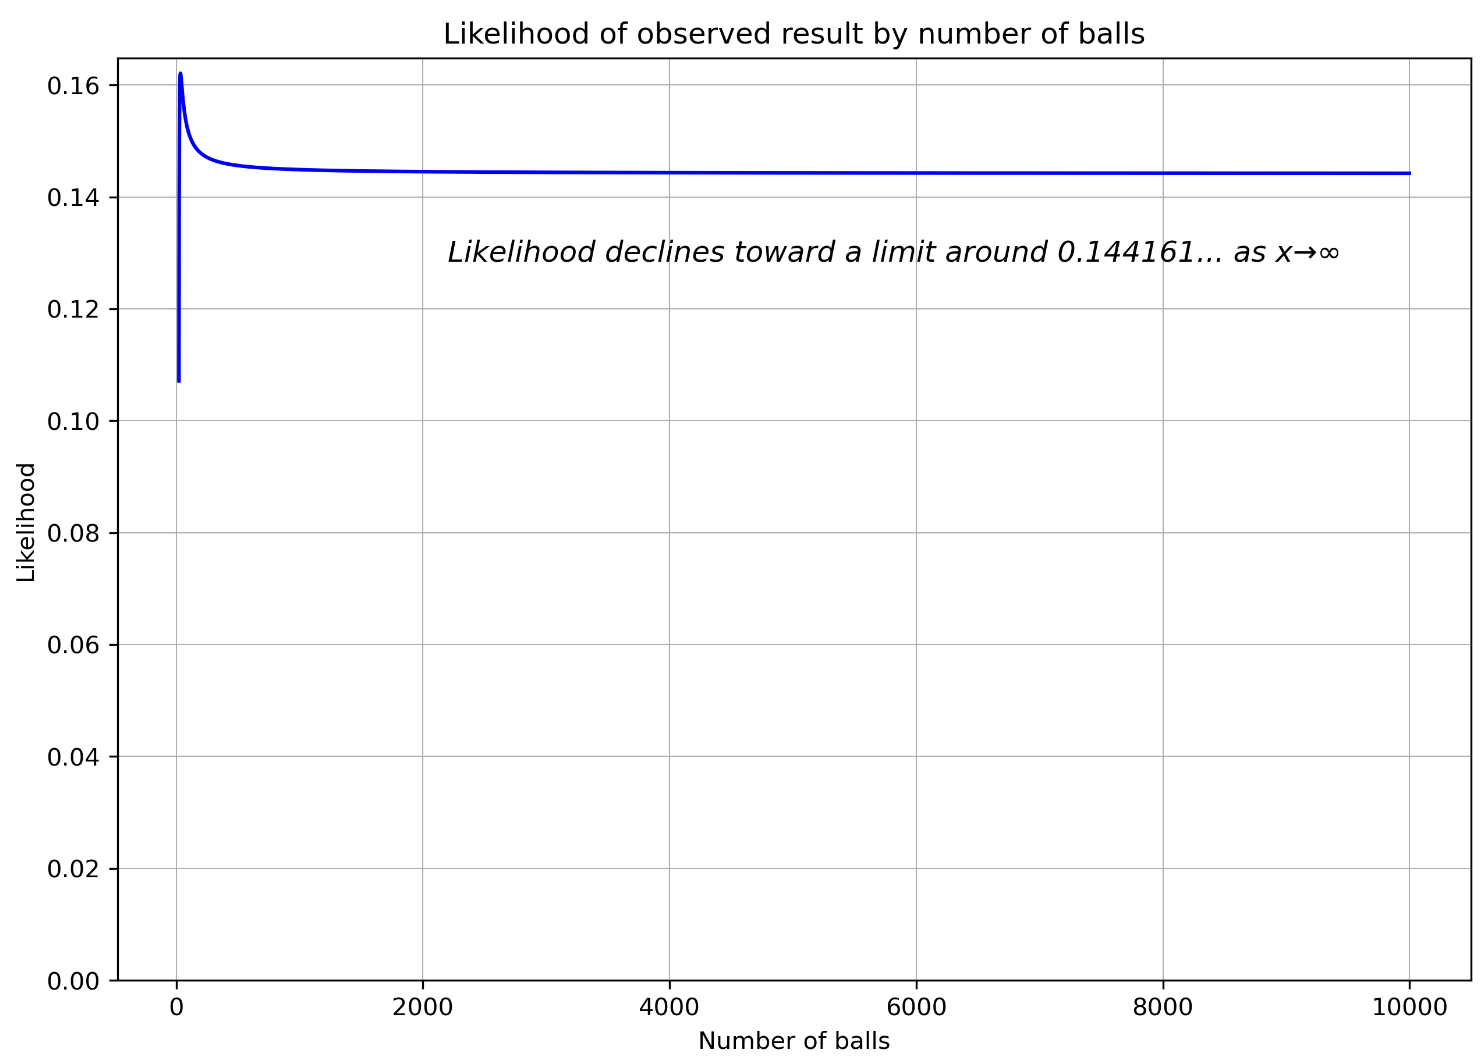 Likelihood of observed result by number of balls
0.16
0.14
Likelihood declines toward a limit around 0.144161... as x→∞
0.12
0.10
0.08
0.06
0.04
0.02
0.00
Likelihood
0 2000 4000 6000 8000 10000
Number of balls